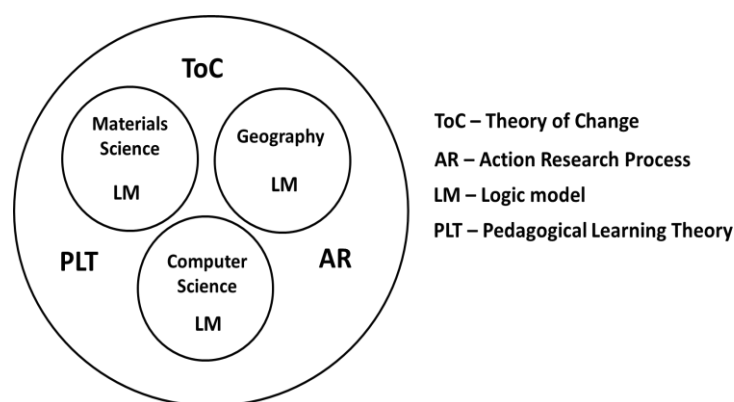 ToC
Materials
Science
LM
Geography
LM
PLT
AR
Computer
Science
LM
ToC – Theory of Change
AR – Action Research Process
LM – Logic model
PLT – Pedagogical Learning Theory